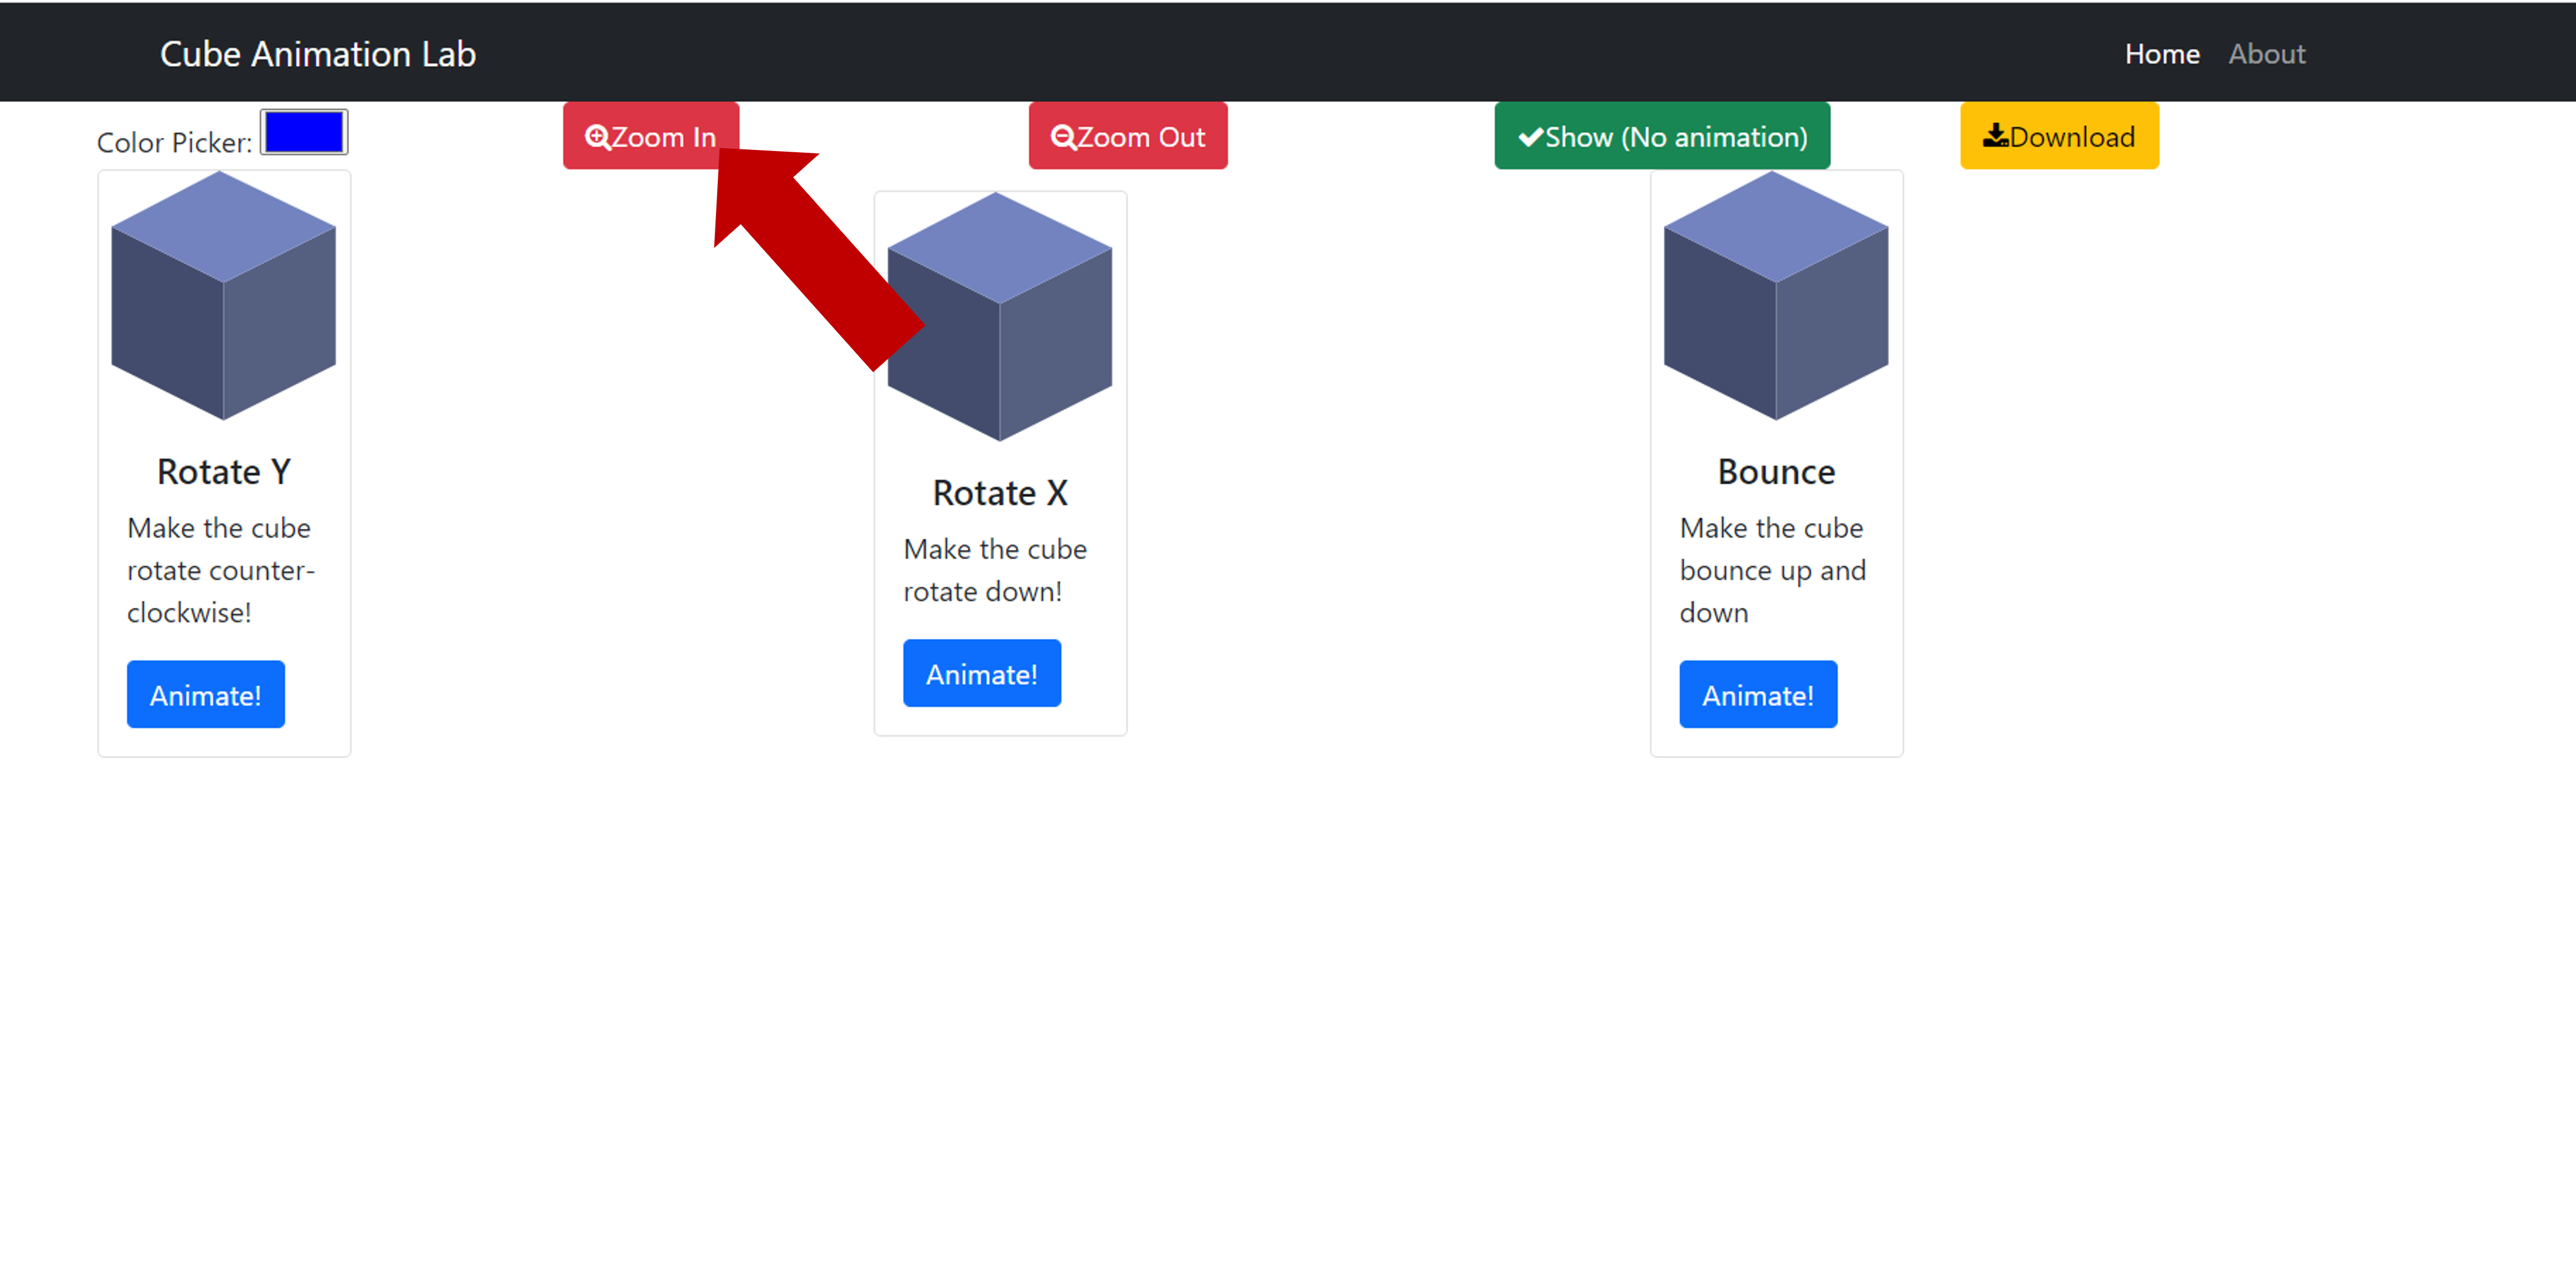 Cube Animation Lab
Home About
Color Picker:
Zoom In
Zoom Out
Show (No animation)
Download
Rotate Y
Make the cube
rotate counter-
clockwise!
Animate!
Rotate X
Make the cube
rotate down!
Animate!
Bounce
Make the cube
bounce up and
down
Animate!